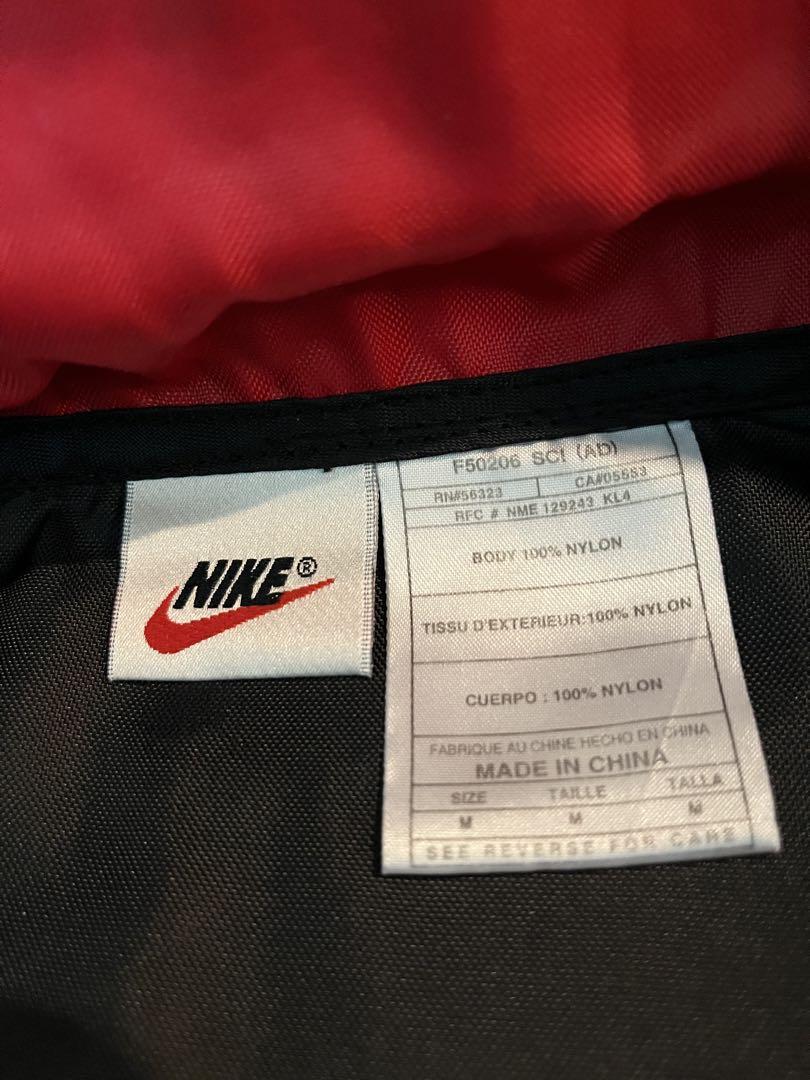 NIKE®
F50206 SCI (AD)
RN#56323 CA#05553
RFC # NME 129243 KL4
BODY 100% NYLON
TISSU D'EXTERIEUR:100% NYLON
CUERPO : 100% NYLON
FABRIQUE AU CHINE HECHO EN CHINA
MADE IN CHINA
SIZE TAILLE TALLA
M M M
SEE REVERSE FOR CARE